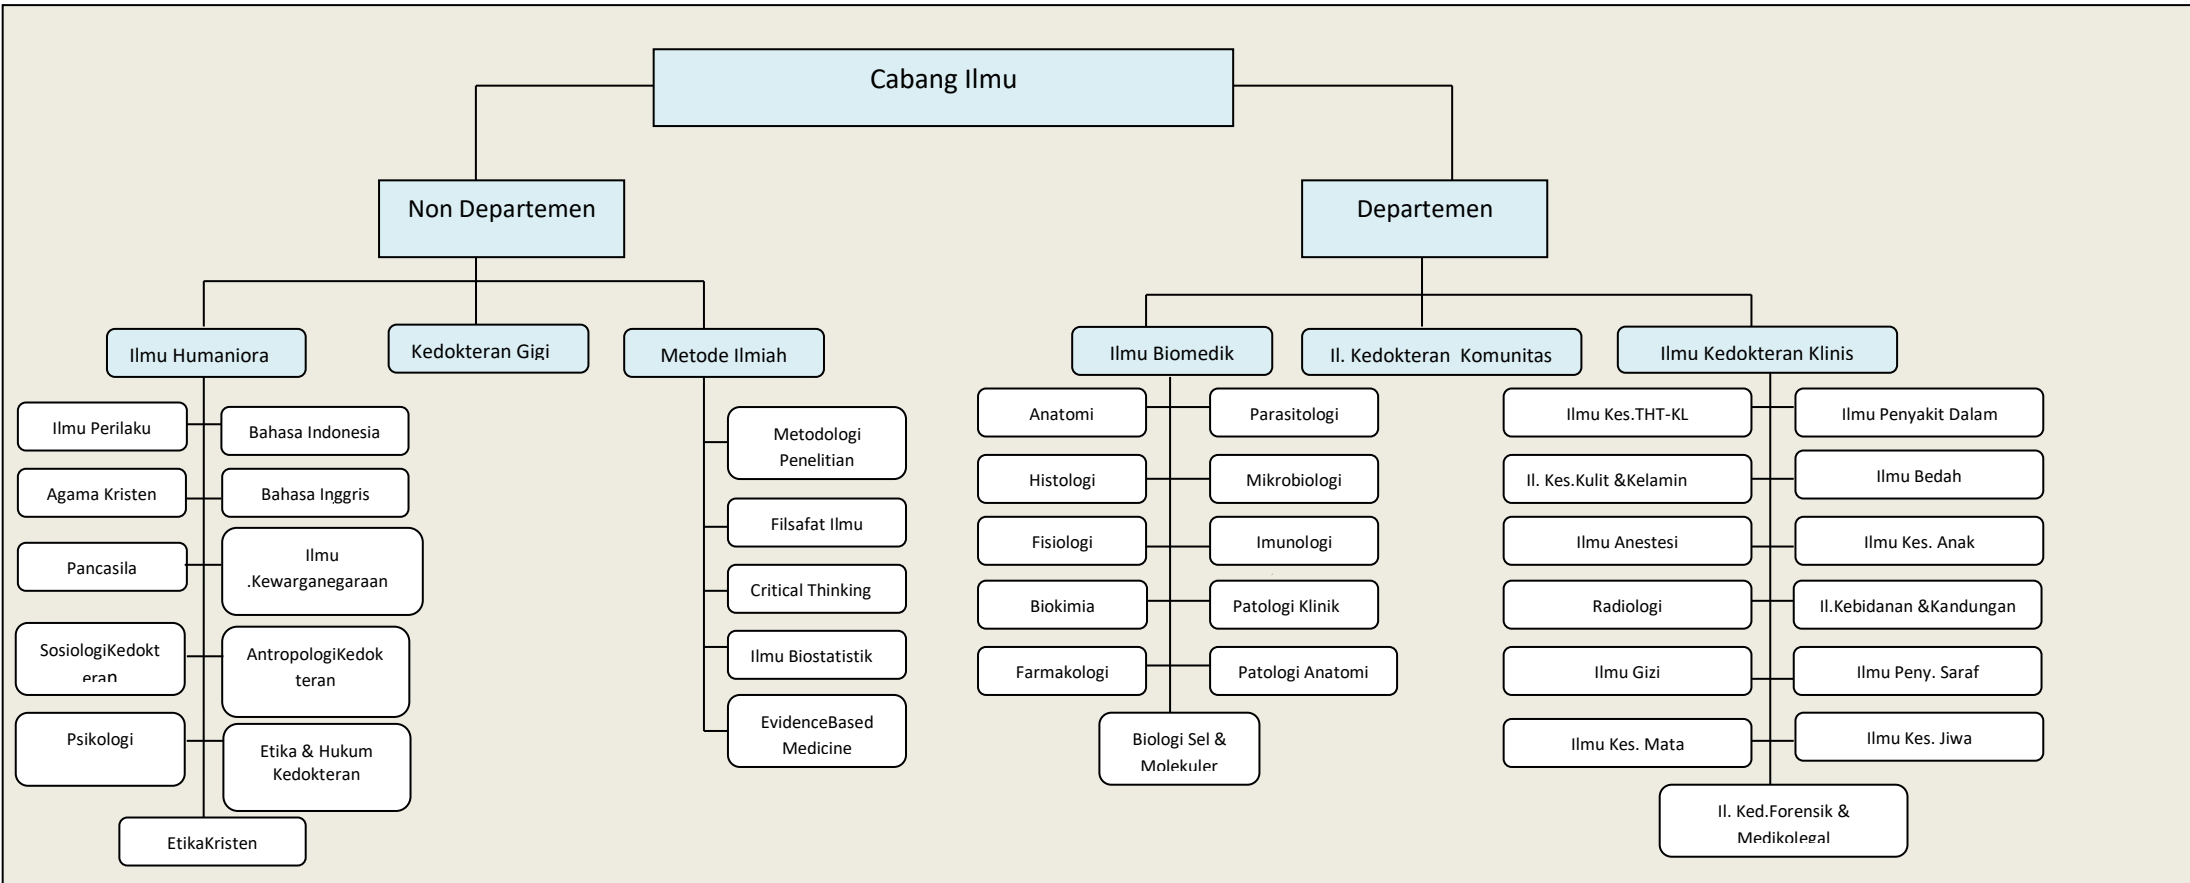 Cabang Ilmu
Non Departemen
Departemen
Ilmu Humaniora
Kedokteran Gigi
Metode Ilmiah
Ilmu Biomedik
Il. Kedokteran Komunitas
Ilmu Kedokteran Klinis
Ilmu Perilaku
Bahasa Indonesia
Agama Kristen
Bahasa Inggris
Pancasila
Ilmu
.Kewarganegaraan
SosiologiKedokt
eran
AntropologiKedok
teran
Psikologi
Etika & Hukum
Kedokteran
EtikaKristen
Metodologi
Penelitian
Filsafat Ilmu
Critical Thinking
Ilmu Biostatistik
EvidenceBased
Medicine
Anatomi
Parasitologi
Histologi
Mikrobiologi
Fisiologi
Imunologi
Biokimia
Patologi Klinik
Farmakologi
Patologi Anatomi
Biologi Sel &
Molekuler
Ilmu Kes.THT-KL
Ilmu Penyakit Dalam
Il. Kes.Kulit &Kelamin
Ilmu Bedah
Ilmu Anestesi
Ilmu Kes. Anak
Radiologi
Il.Kebidanan &Kandungan
Ilmu Gizi
Ilmu Peny. Saraf
Ilmu Kes. Mata
Ilmu Kes. Jiwa
Il. Ked.Forensik &
Medikolegal